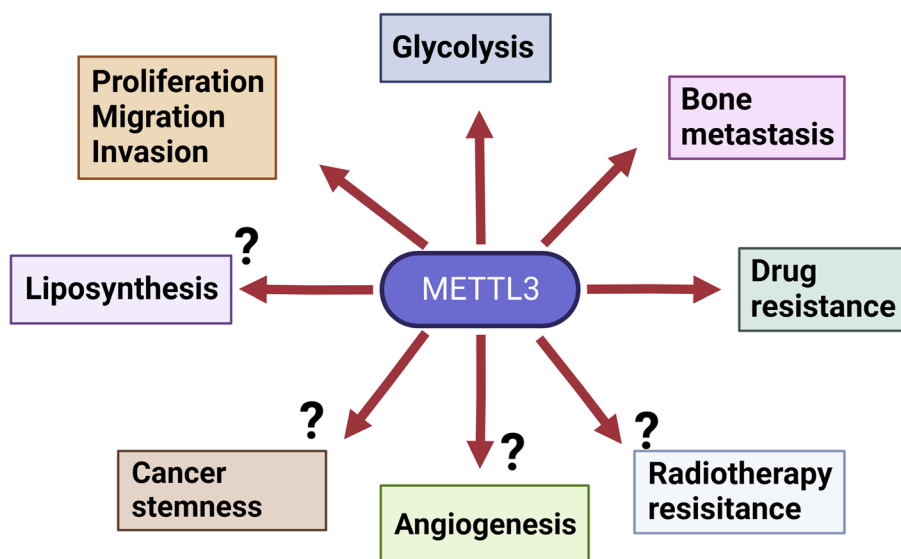 Glycolysis
Proliferation
Migration
Invasion
Bone
metastasis
?
Liposynthesis
METTL3
Drug
resistance
?
?
?
Cancer
stemness
Angiogenesis
Radiotherapy
resisitance